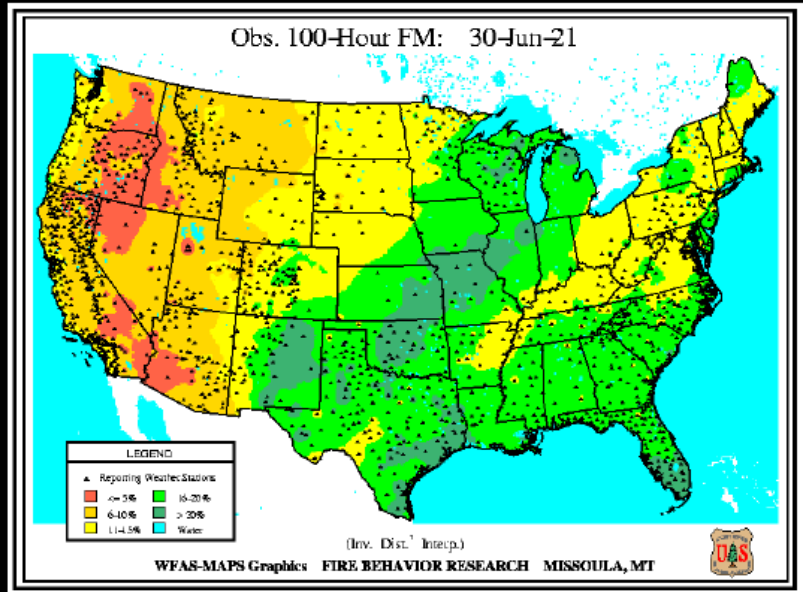 Obs. 100-Hour FM: 30-Jun-21
LEGEND
Reporting Weather Stations
<= 5% 16-20%
6-10% > 20%
11-15% Water
(Inv. Dist.² Interp.)
WFAS-MAPS Graphics FIRE BEHAVIOR RESEARCH MISSOULA, MT
U S